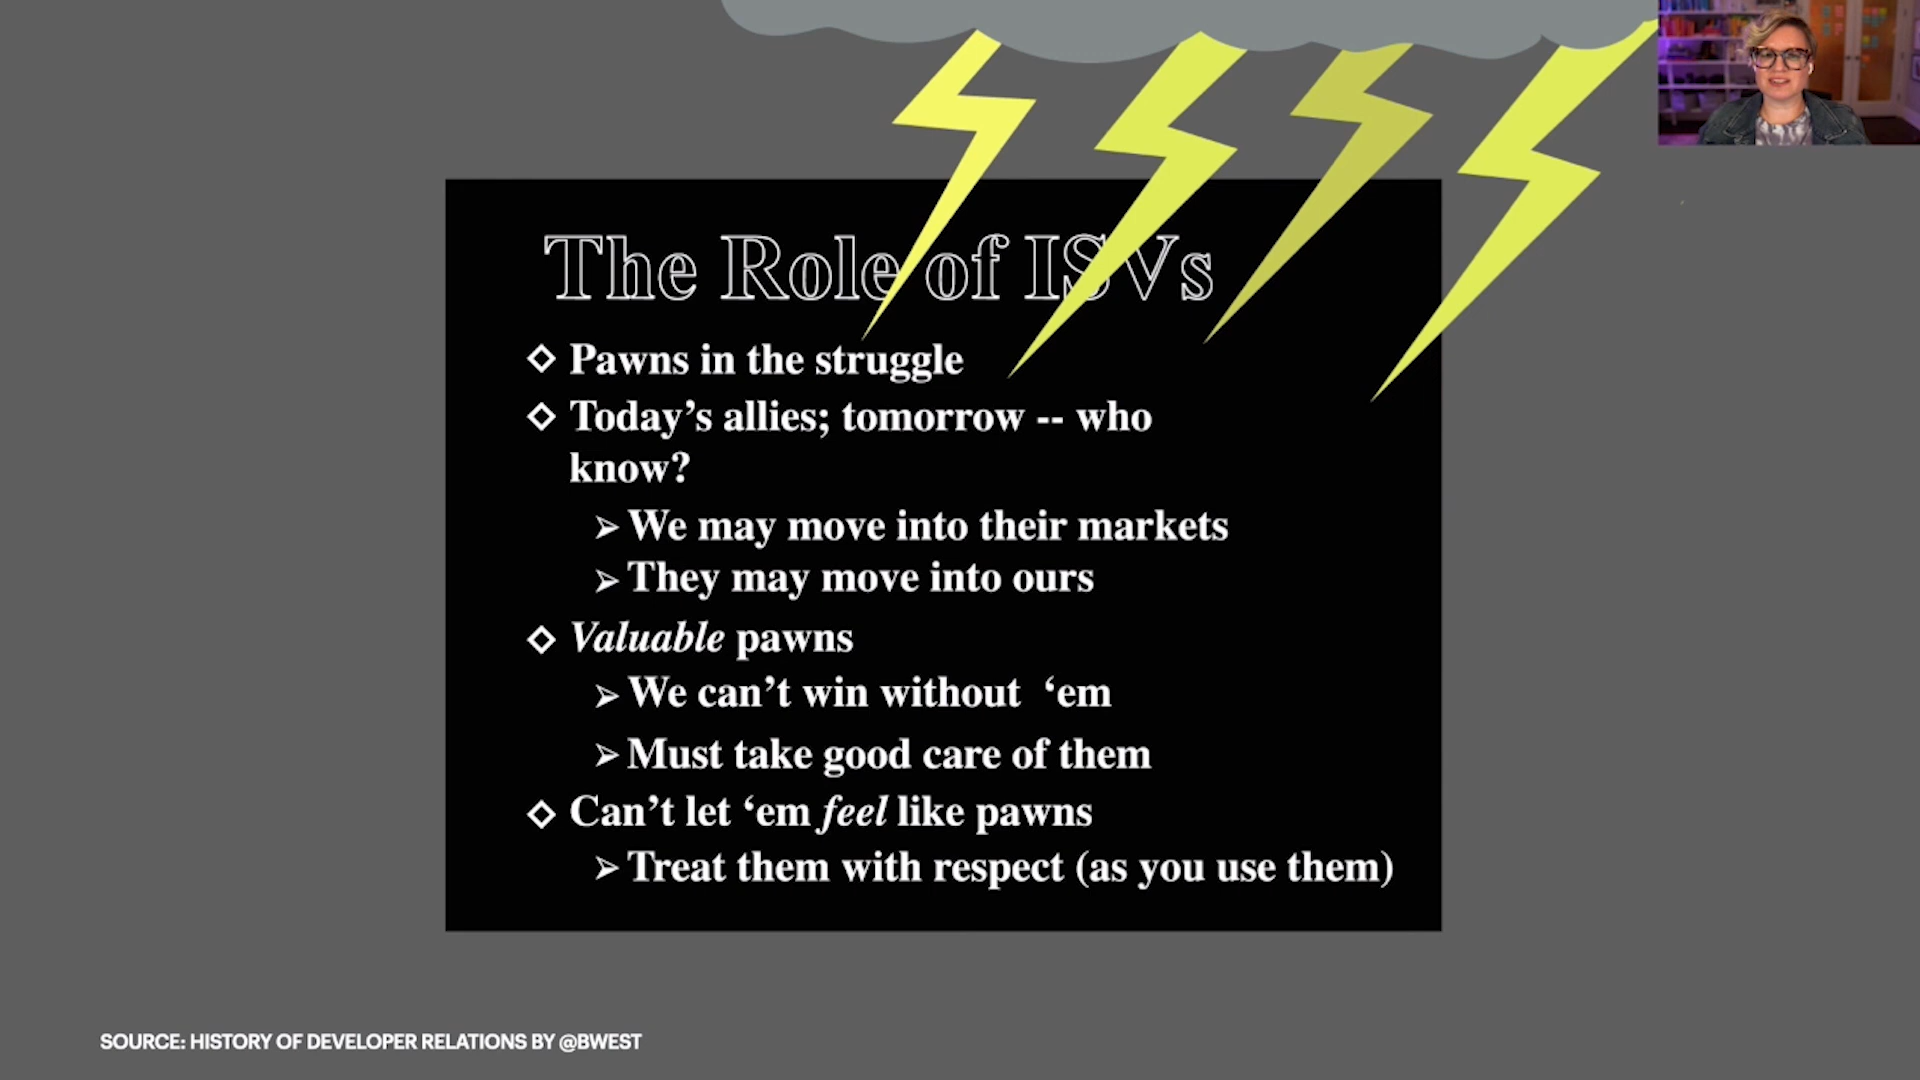 The Role of ISVs
Pawns in the struggle
Today’s allies; tomorrow -- who
know?
We may move into their markets
They may move into ours
Valuable pawns
We can’t win without ‘em
Must take good care of them
Can’t let ‘em feel like pawns
Treat them with respect (as you use them)
SOURCE: HISTORY OF DEVELOPER RELATIONS BY @BWEST